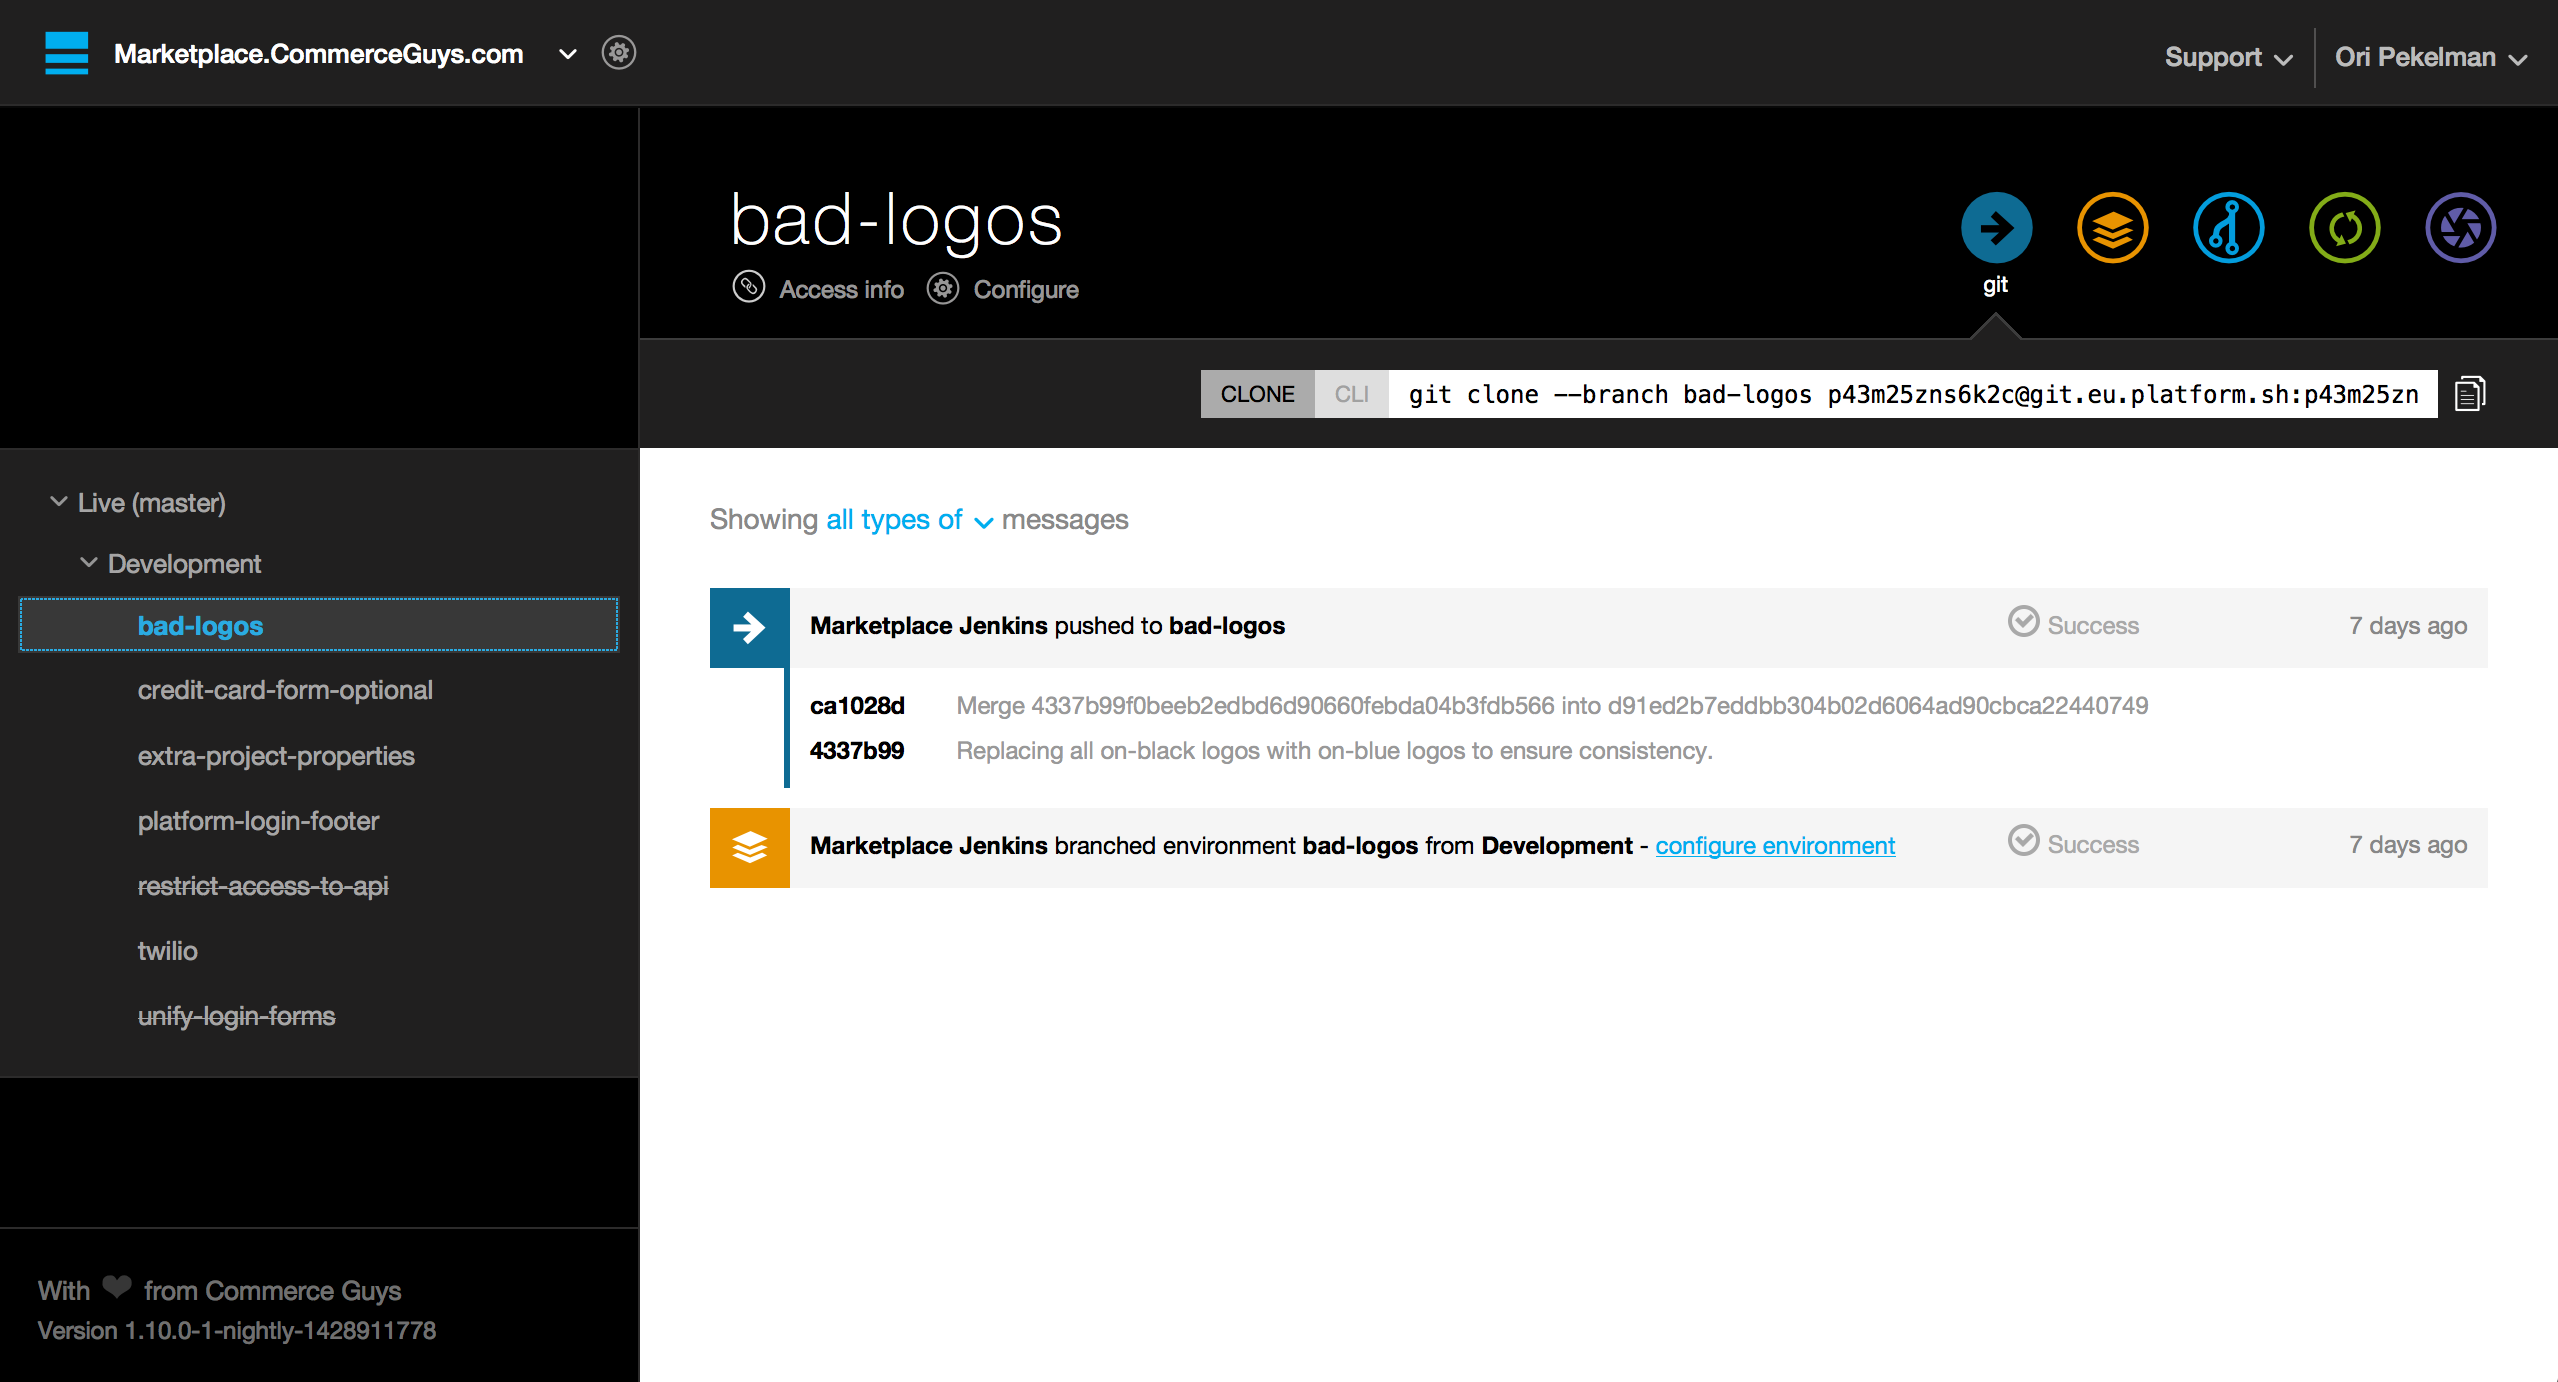 Marketplace.CommerceGuys.com
Support
Ori Pekelman
bad-logos
Access info
Configure
git
CLONE
CLI
git clone --branch bad-logos p43m25zns6k2c@git.eu.platform.sh:p43m25zn
Live (master)
Development
bad-logos
credit-card-form-optional
extra-project-properties
platform-login-footer
restrict-access-to-api
twilio
unify-login-forms
Showing all types of messages
Marketplace Jenkins pushed to bad-logos
Success
7 days ago
ca1028d Merge 4337b99f0beeb2edbd6d90660febda04b3fdb566 into d91ed2b7eddbb304b02d6064ad90cbca22440749
4337b99 Replacing all on-black logos with on-blue logos to ensure consistency.
Marketplace Jenkins branched environment bad-logos from Development - configure environment
Success
7 days ago
With ❤ from Commerce Guys
Version 1.10.0-1-nightly-1428911778